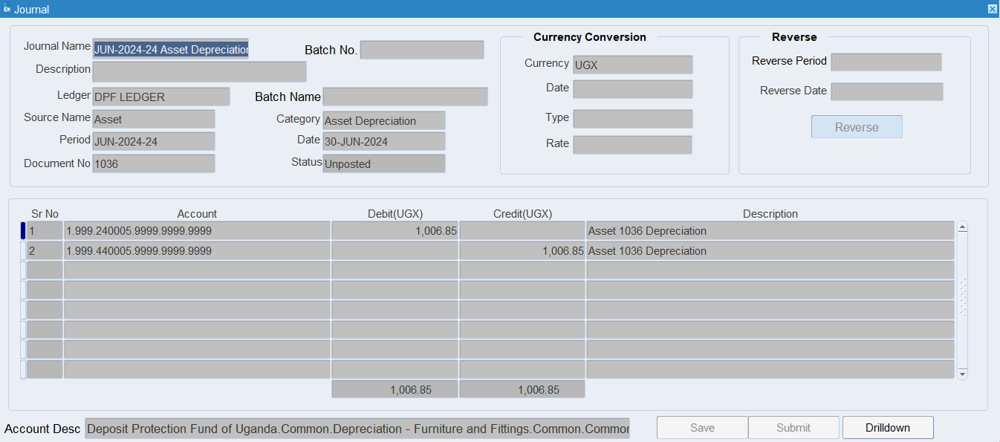 Journal
Currency Conversion
Reverse
Journal Name JUN-2024-24 Asset Depreciation Batch No.
Description
Currency UGX
Reverse Period
Ledger DPF LEDGER Batch Name
Date
Reverse Date
Source Name Asset Category Asset Depreciation
Type
Reverse
Period JUN-2024-24 Date 30-JUN-2024
Rate
Document No 1036 Status Unposted
Sr No Account Debit(UGX) Credit(UGX) Description
1 1.999.240005.9999.9999.9999 1,006.85 Asset 1036 Depreciation
2 1.999.440005.9999.9999.9999 1,006.85 Asset 1036 Depreciation
1,006.85 1,006.85
Account Desc Deposit Protection Fund of Uganda.Common.Depreciation - Furniture and Fittings.Common.Common
Save Submit Drilldown